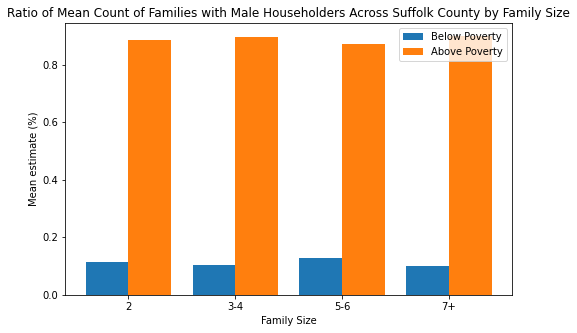 Ratio of Mean Count of Families with Male Householders Across Suffolk County by Family Size
Below Poverty
Above Poverty
Mean estimate (%)
0.8
0.6
0.4
0.2
0.0
2
3-4
5-6
7+
Family Size